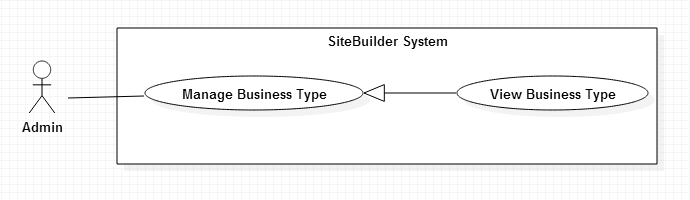 SiteBuilder System
Manage Business Type
View Business Type
Admin